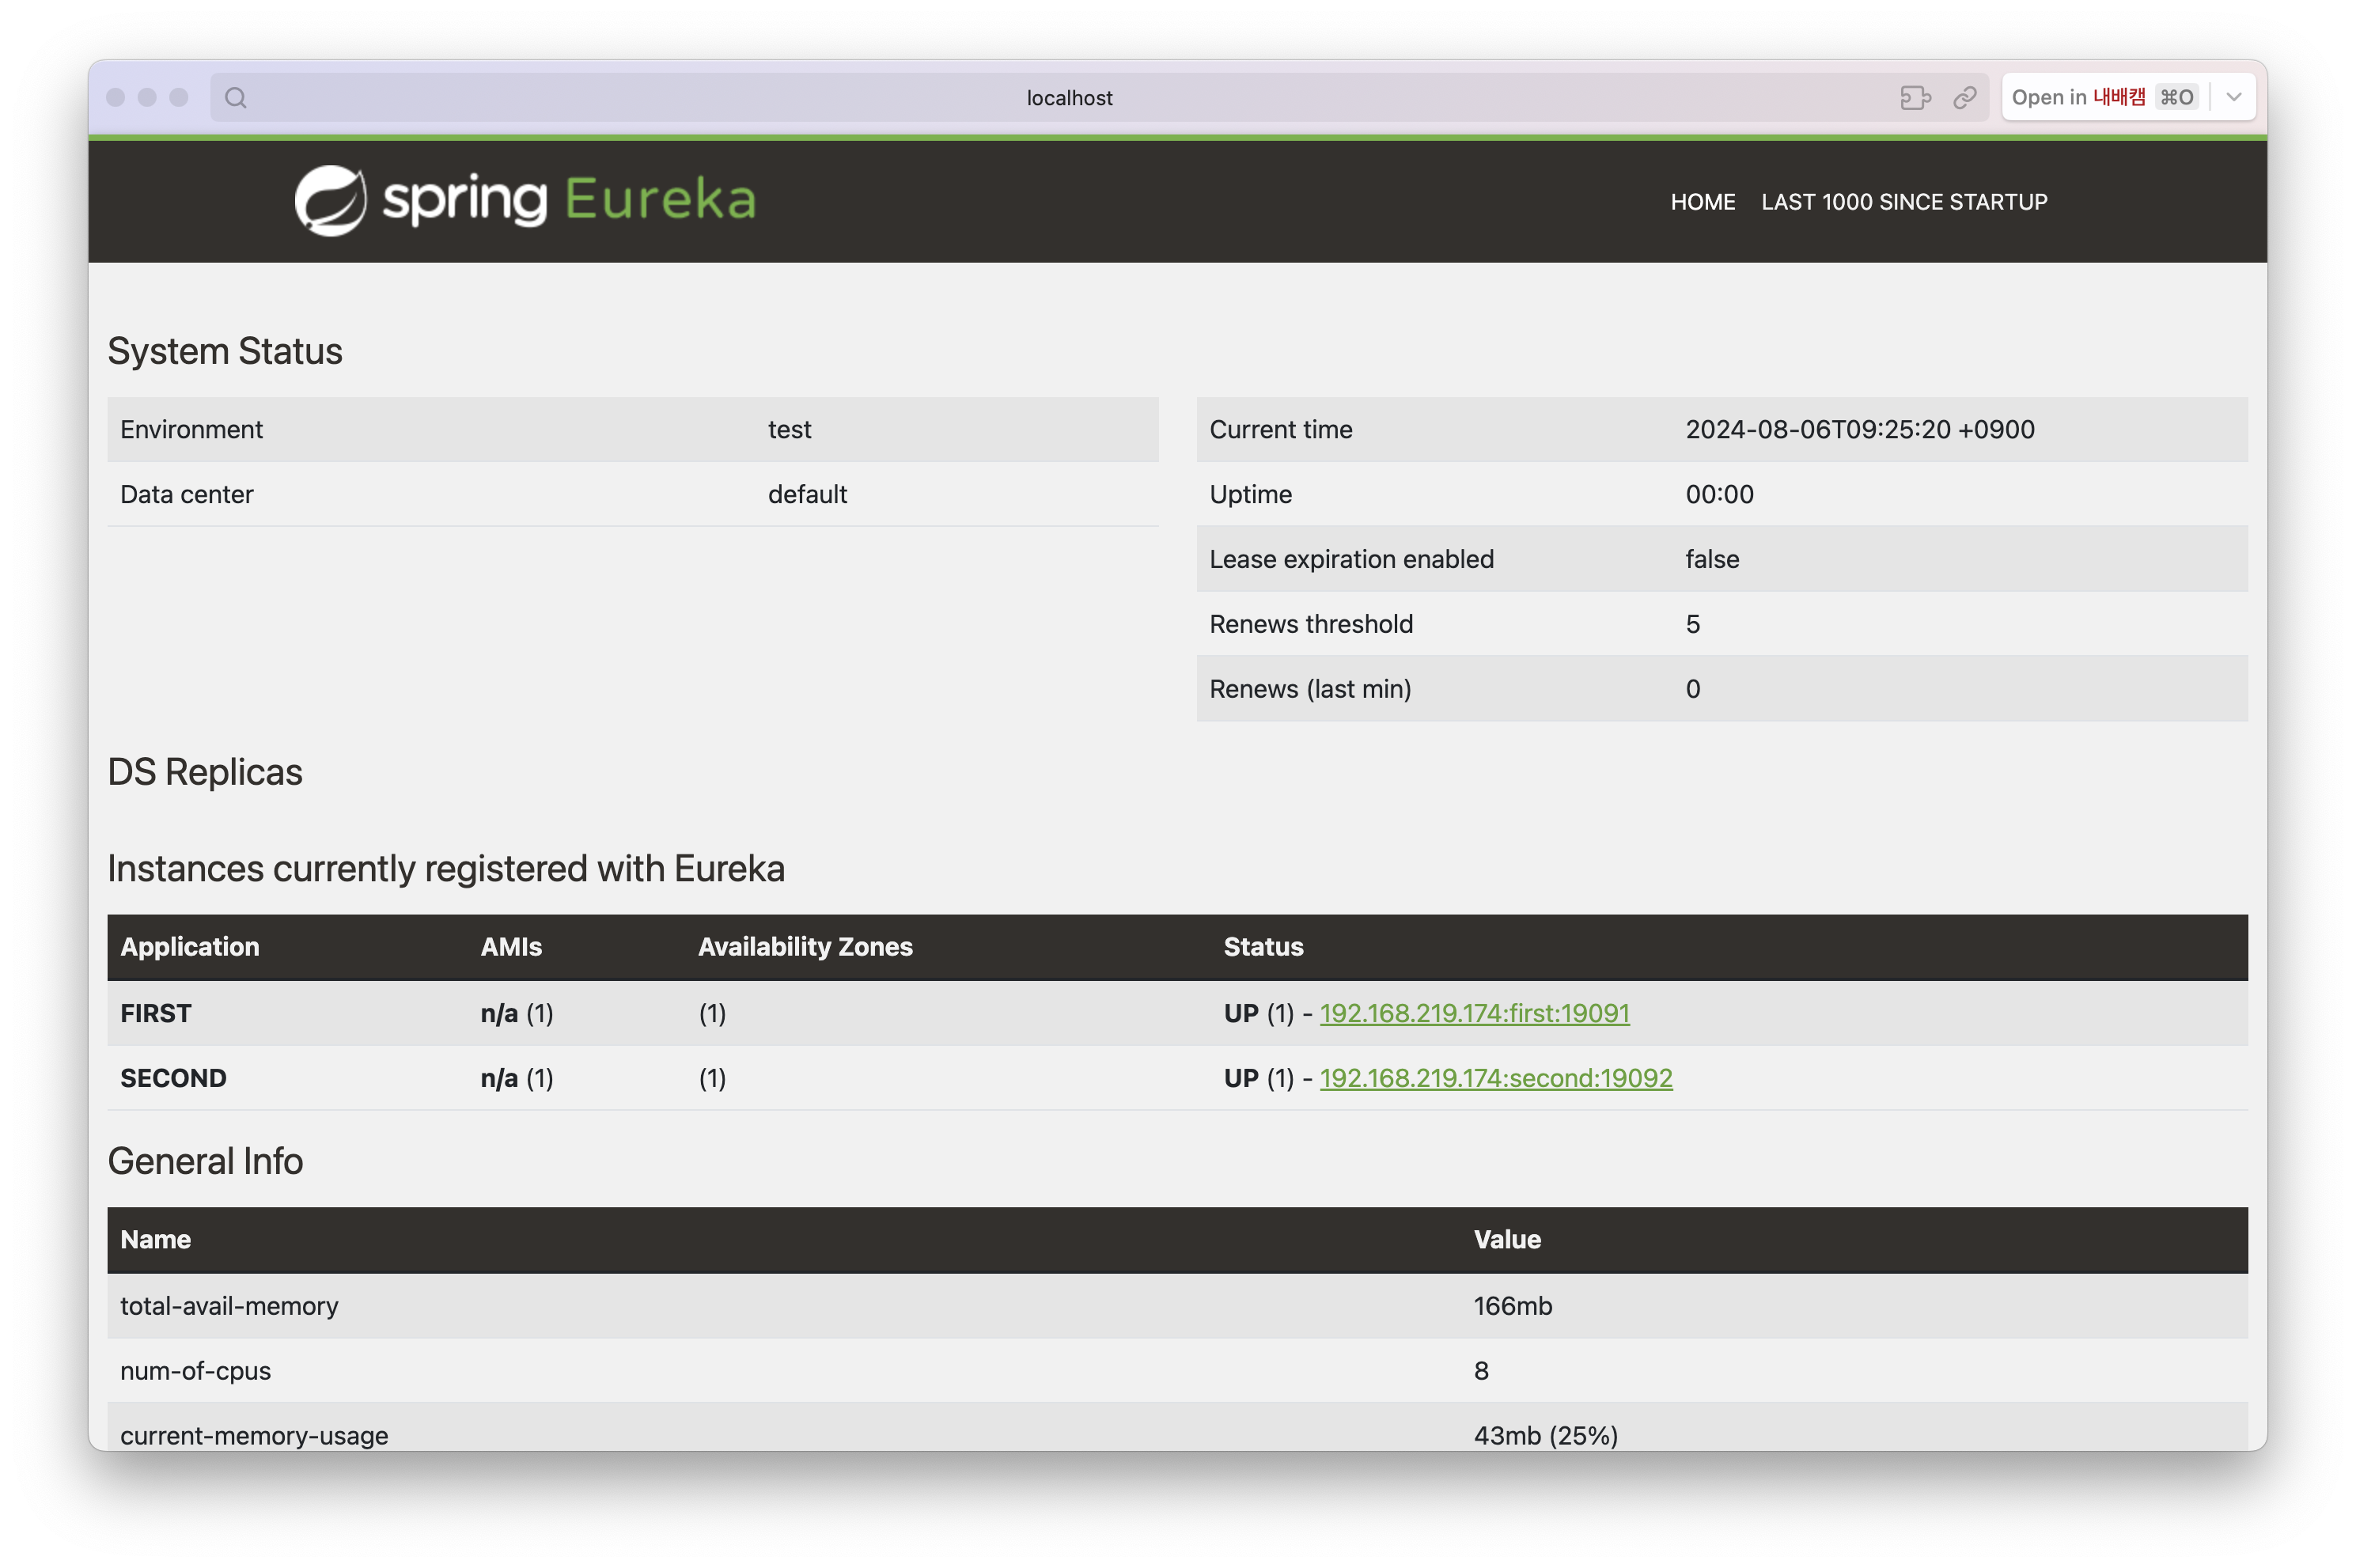 localhost
Open in 내배캠 ⌘O
spring Eureka
HOME LAST 1000 SINCE STARTUP
System Status
Environment test
Data center default
Current time 2024-08-06T09:25:20 +0900
Uptime 00:00
Lease expiration enabled false
Renews threshold 5
Renews (last min) 0
DS Replicas
Instances currently registered with Eureka
Application AMIs Availability Zones Status
FIRST n/a (1) (1) UP (1) - 192.168.219.174:first:19091
SECOND n/a (1) (1) UP (1) - 192.168.219.174:second:19092
General Info
Name Value
total-avail-memory 166mb
num-of-cpus 8
current-memory-usage 43mb (25%)